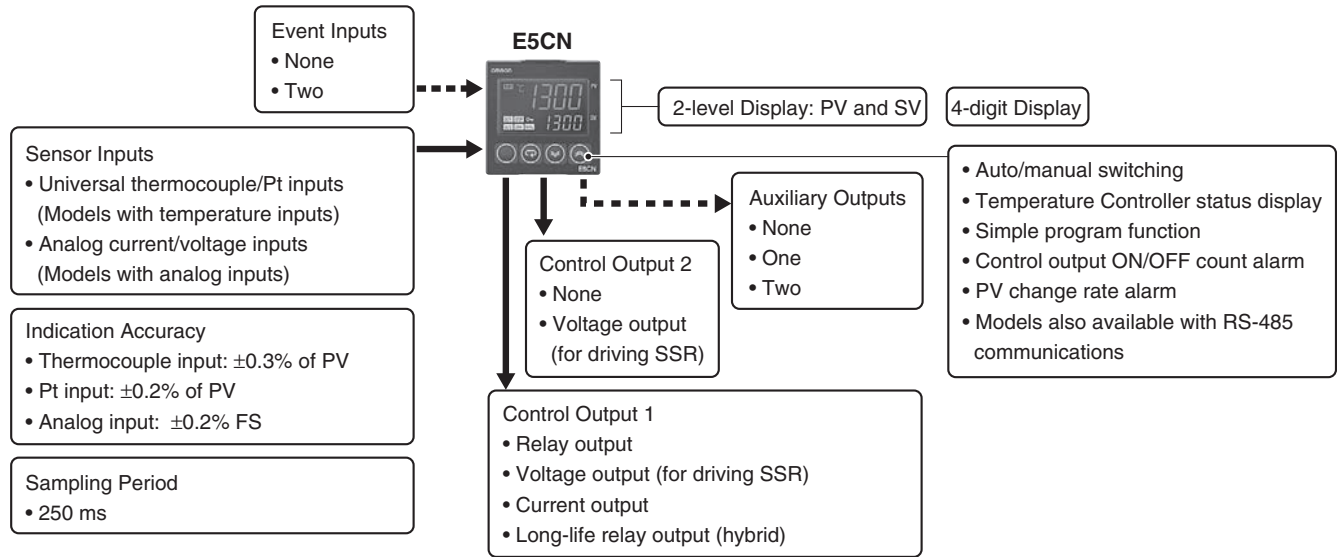 Event Inputs
• None
• Two
E5CN
OMRON
1300
PV
1300
SV
E5CN
2-level Display: PV and SV
4-digit Display
Sensor Inputs
• Universal thermocouple/Pt inputs
(Models with temperature inputs)
• Analog current/voltage inputs
(Models with analog inputs)
Indication Accuracy
• Thermocouple input: ±0.3% of PV
• Pt input: ±0.2% of PV
• Analog input: ±0.2% FS
Sampling Period
• 250 ms
Control Output 2
• None
• Voltage output
(for driving SSR)
Auxiliary Outputs
• None
• One
• Two
• Auto/manual switching
• Temperature Controller status display
• Simple program function
• Control output ON/OFF count alarm
• PV change rate alarm
• Models also available with RS-485
communications
Control Output 1
• Relay output
• Voltage output (for driving SSR)
• Current output
• Long-life relay output (hybrid)